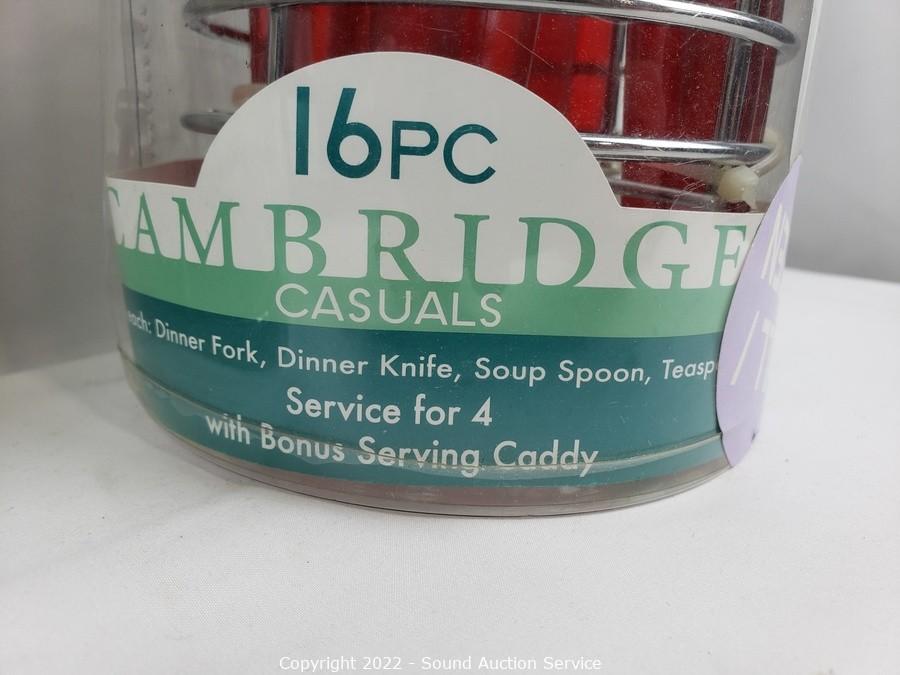 16PC
CAMBRIDGE
CASUALS
each: Dinner Fork, Dinner Knife, Soup Spoon,
Service for 4
with Bonus Serving Caddy
Copyright 2022 - Sound Auction Service